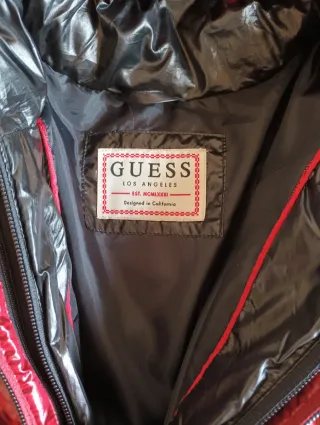 GUESS
LOS ANGELES
EST. MCMLXXXI
Designed in California